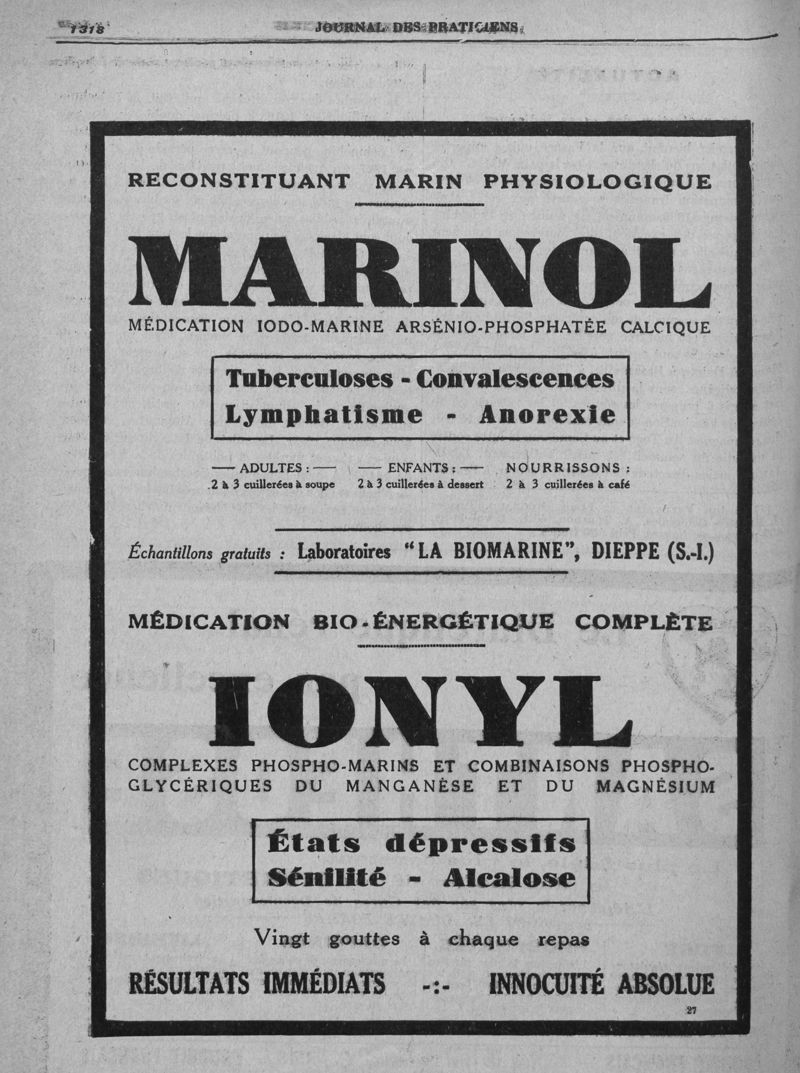 1318
JOURNAL DES PRATICIENS
RECONSTITUANT MARIN PHYSIOLOGIQUE
MARINOL
MÉDICATION IODO-MARINE ARSÉNIO-PHOSPHATÉE CALCIQUE
Tuberculoses - Convalescences
Lymphatisme - Anorexie
— ADULTES : — — ENFANTS : — NOURRISSONS :
2 à 3 cuillerées à soupe 2 à 3 cuillerées à dessert 2 à 3 cuillerées à café
Échantillons gratuits : Laboratoires "LA BIOMARINE", DIEPPE (S.-I.)
MÉDICATION BIO-ÉNERGÉTIQUE COMPLÈTE
IONYL
COMPLEXES PHOSPHO-MARINS ET COMBINAISONS PHOSPHO-
GLYCÉRIQUES DU MANGANÈSE ET DU MAGNÉSIUM
États dépressifs
Sénilité - Alcalose
Vingt gouttes à chaque repas
RÉSULTATS IMMÉDIATS -:- INNOCUITÉ ABSOLUE
27